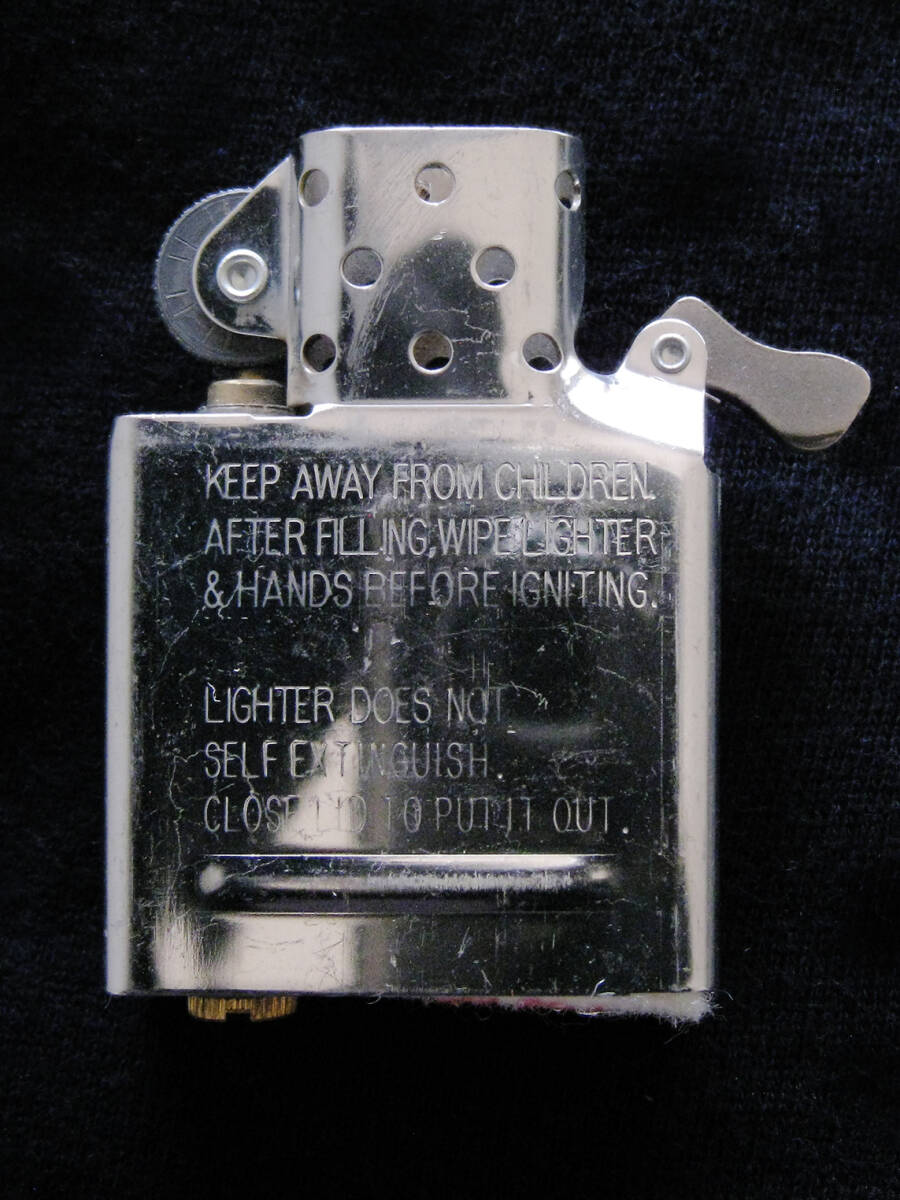 KEEP AWAY FROM CHILDREN.
AFTER FILLING, WIPE LIGHTER
& HANDS BEFORE IGNITING.
LIGHTER DOES NOT
SELF EXTINGUISH
CLOSE LID TO PUT IT OUT